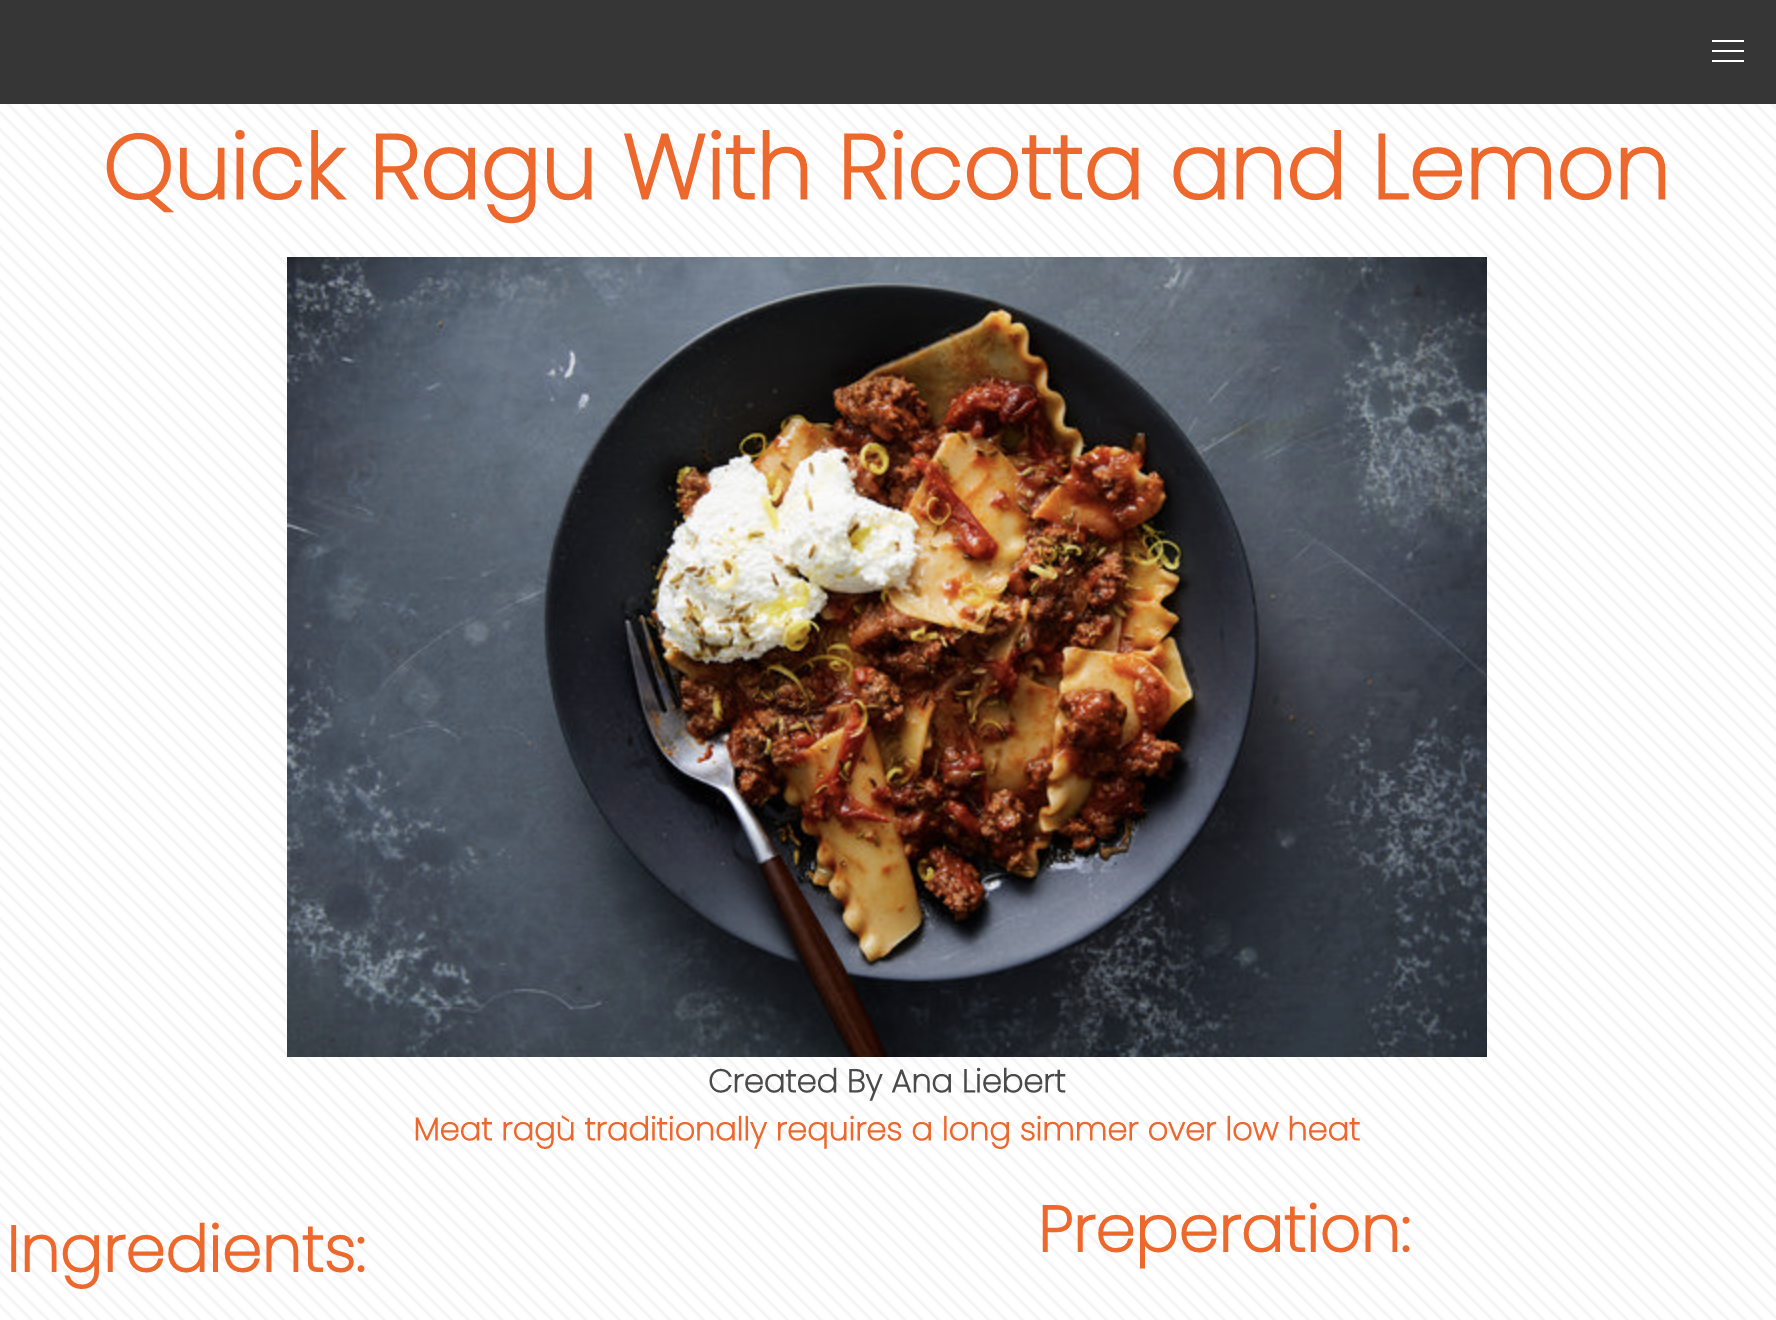 Quick Ragu With Ricotta and Lemon
Created By Ana Liebert
Meat ragù traditionally requires a long simmer over low heat
Ingredients:
Preperation: